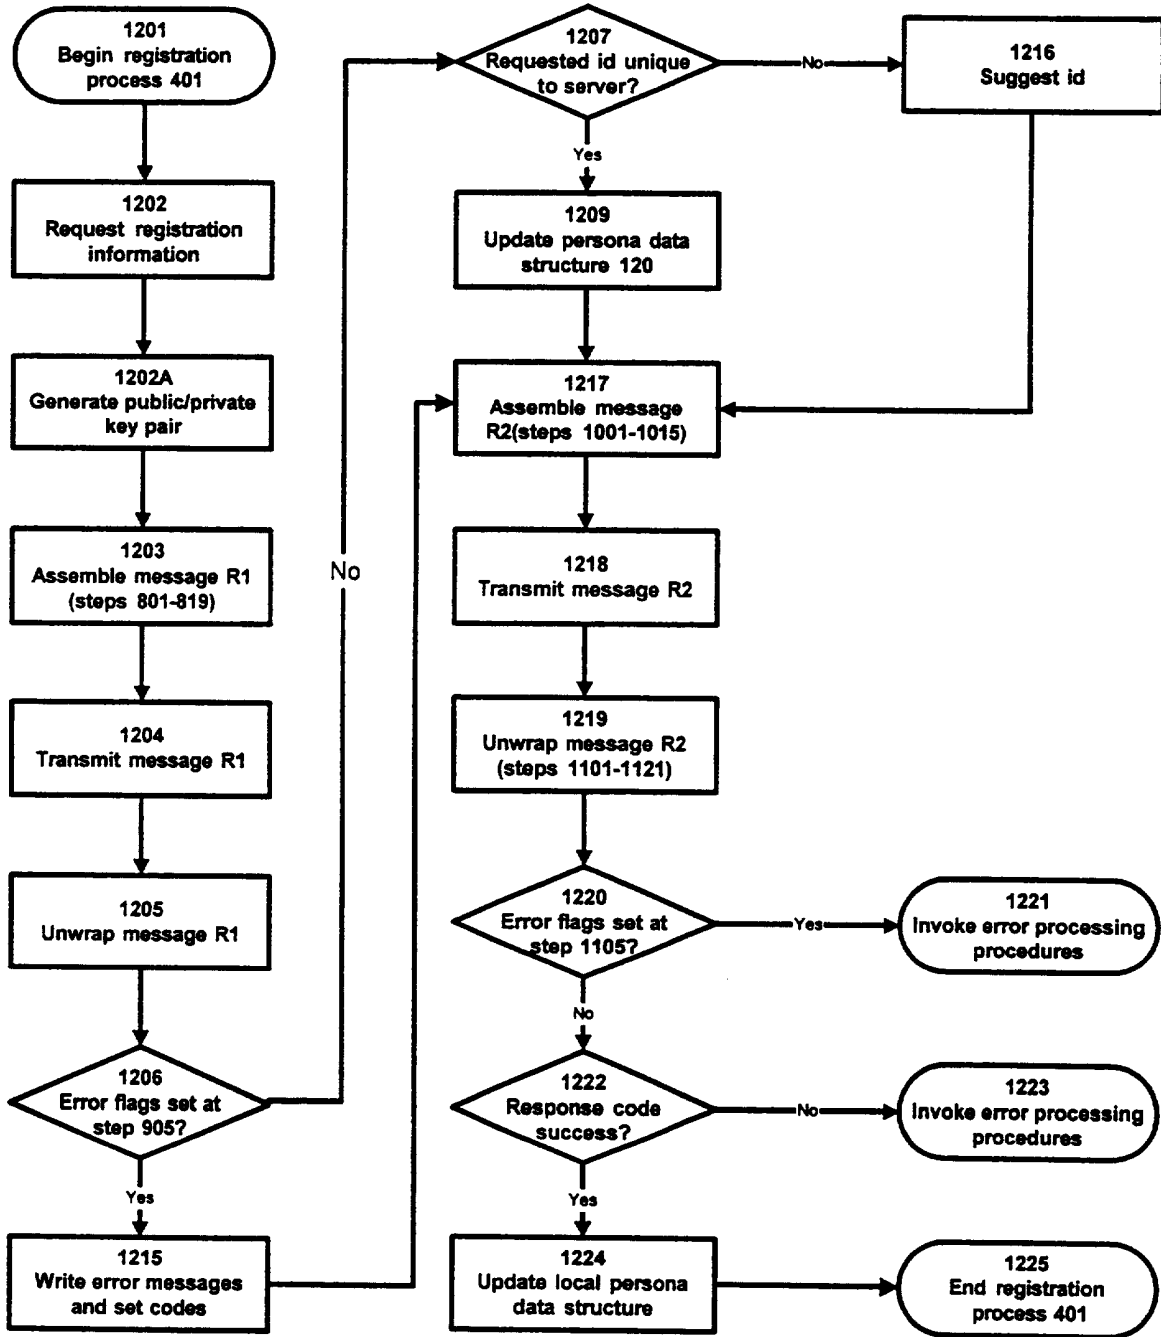 1201
Begin registration
process 401
1202
Request registration
information
1202A
Generate public/private
key pair
1203
Assemble message R1
(steps 801-819)
1204
Transmit message R1
1205
Unwrap message R1
1206
Error flags set at
step 905?
No
Yes
1215
Write error messages
and set codes
1207
Requested id unique
to server?
No
1216
Suggest id
Yes
1209
Update persona data
structure 120
1217
Assemble message
R2(steps 1001-1015)
1218
Transmit message R2
1219
Unwrap message R2
(steps 1101-1121)
1220
Error flags set at
step 1105?
Yes
1221
Invoke error processing
procedures
No
1222
Response code
success?
No
1223
Invoke error processing
procedures
Yes
1224
Update local persona
data structure
1225
End registration
process 401